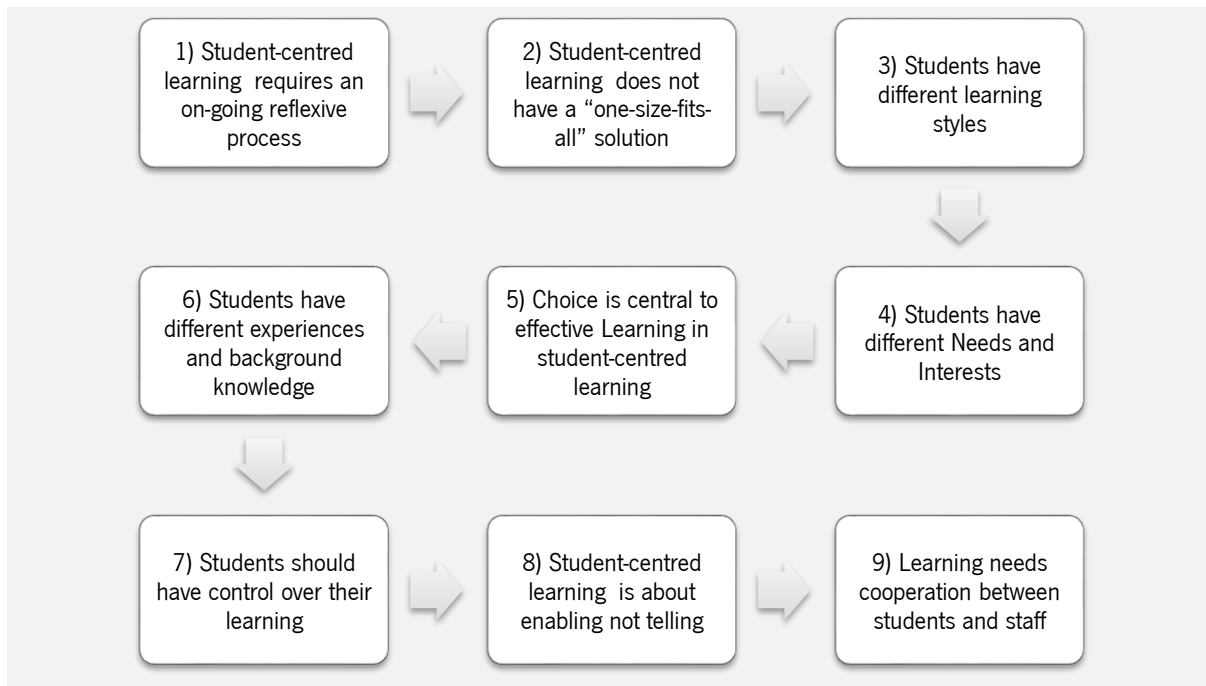 1) Student-centred
learning requires an
on-going reflexive
process
2) Student-centred
learning does not
have a “one-size-fits-
all” solution
3) Students have
different learning
styles
4) Students have
different Needs and
Interests
5) Choice is central to
effective Learning in
student-centred
learning
6) Students have
different experiences
and background
knowledge
7) Students should
have control over their
learning
8) Student-centred
learning is about
enabling not telling
9) Learning needs
cooperation between
students and staff